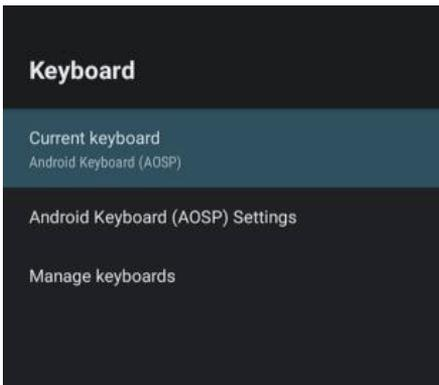 Keyboard
Current keyboard
Android Keyboard (AOSP)
Android Keyboard (AOSP) Settings
Manage keyboards